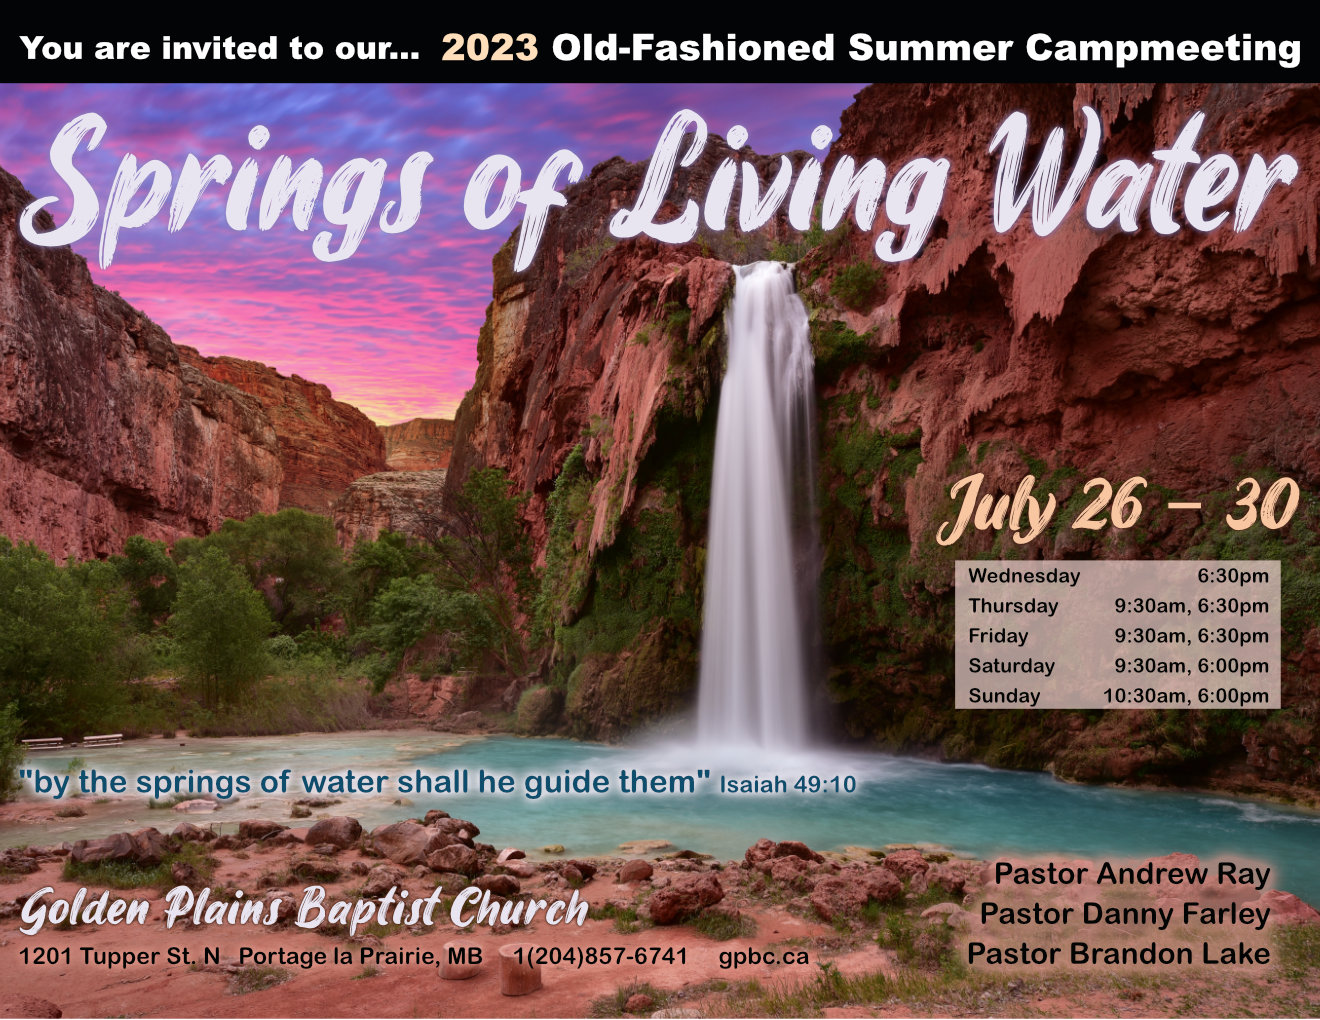 You are invited to our... 2023 Old-Fashioned Summer Campmeeting
Springs of Living Water
July 26 – 30
Wednesday 6:30pm
Thursday 9:30am, 6:30pm
Friday 9:30am, 6:30pm
Saturday 9:30am, 6:00pm
Sunday 10:30am, 6:00pm
"by the springs of water shall he guide them" Isaiah 49:10
Golden Plains Baptist Church
1201 Tupper St. N Portage la Prairie, MB 1(204)857-6741 gpbc.ca
Pastor Andrew Ray
Pastor Danny Farley
Pastor Brandon Lake